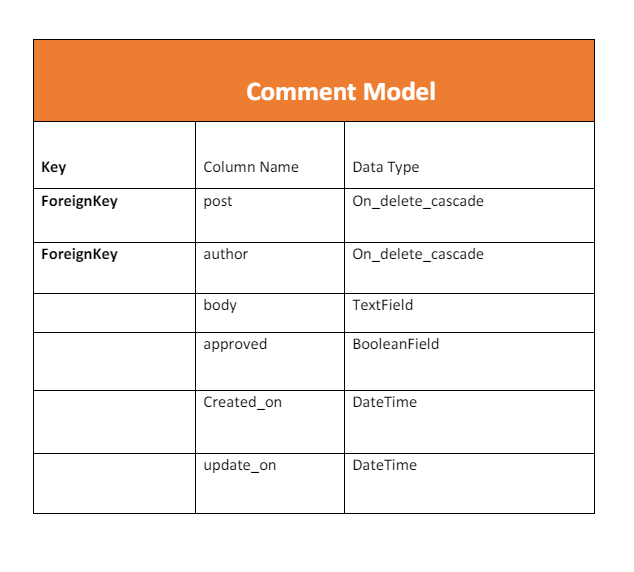 Comment Model
Key Column Name Data Type
ForeignKey post On_delete_cascade
ForeignKey author On_delete_cascade
body TextField
approved BooleanField
Created_on DateTime
update_on DateTime